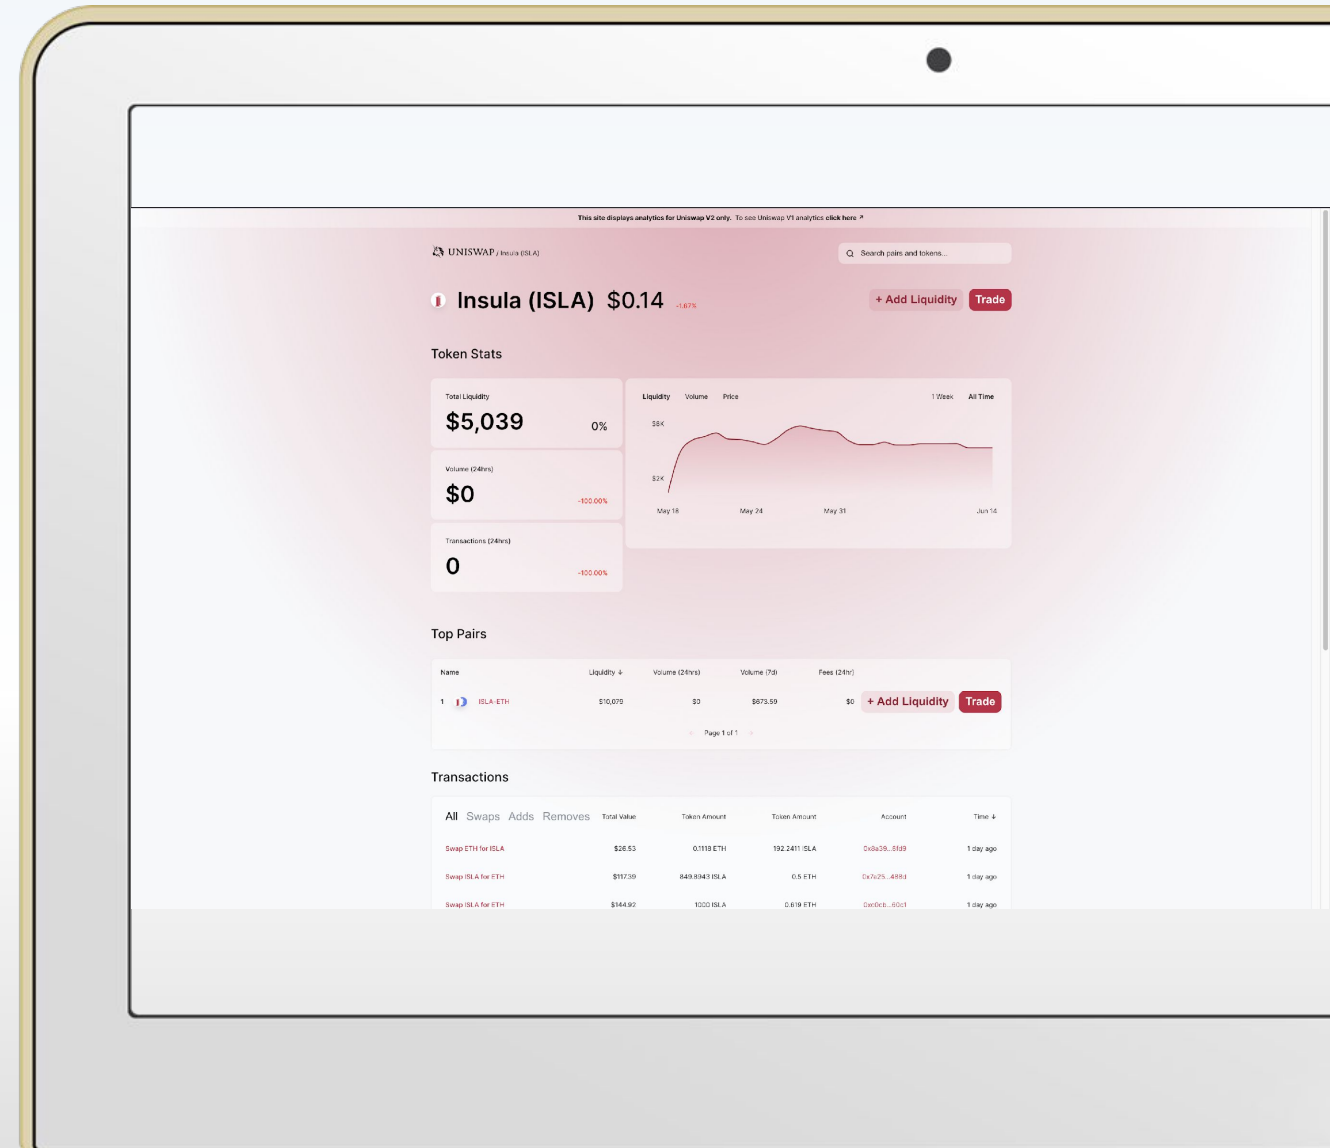 This site displays analytics for Uniswap V2 only. To see Uniswap V1 analytics click here ↗
UNISWAP / Insula (ISLA)
Search pairs and tokens...
Insula (ISLA) $0.14 -1.67%
+ Add Liquidity Trade
Token Stats
Total Liquidity
$5,039 0%
Volume (24hrs)
$0 -100.00%
Transactions (24hrs)
0 -100.00%
Liquidity Volume Price 1 Week All Time
$8K
$2K
May 18 May 24 May 31 Jun 14
Top Pairs
Name Liquidity ↓ Volume (24hrs) Volume (7d) Fees (24hr)
1 ISLA-ETH $10,079 $0 $673.59 $0 + Add Liquidity Trade
Page 1 of 1
Transactions
All Swaps Adds Removes Total Value Token Amount Token Amount Account Time ↓
Swap ETH for ISLA $26.53 0.1118 ETH 192.2411 ISLA 0x8a39...8fd9 1 day ago
Swap ISLA for ETH $117.39 849.8943 ISLA 0.5 ETH 0x7a25...488d 1 day ago
Swap ISLA for ETH $144.92 1000 ISLA 0.619 ETH 1 day ago